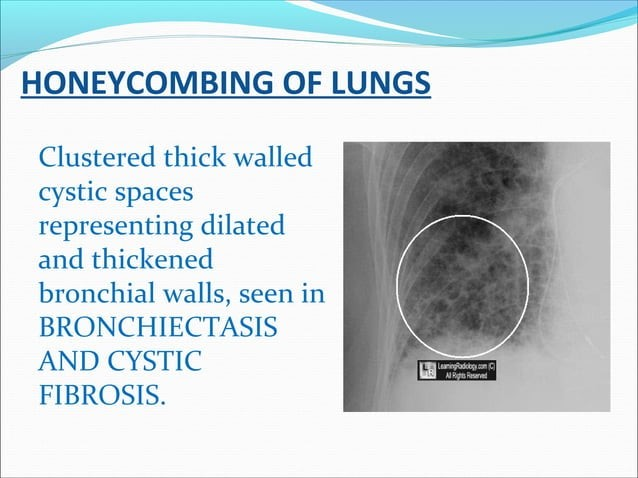 HONEYCOMBING OF LUNGS
Clustered thick walled
cystic spaces
representing dilated
and thickened
bronchial walls, seen in
BRONCHIECTASIS
AND CYSTIC
FIBROSIS.
LearningRadiology.com (C)
All Rights Reserved